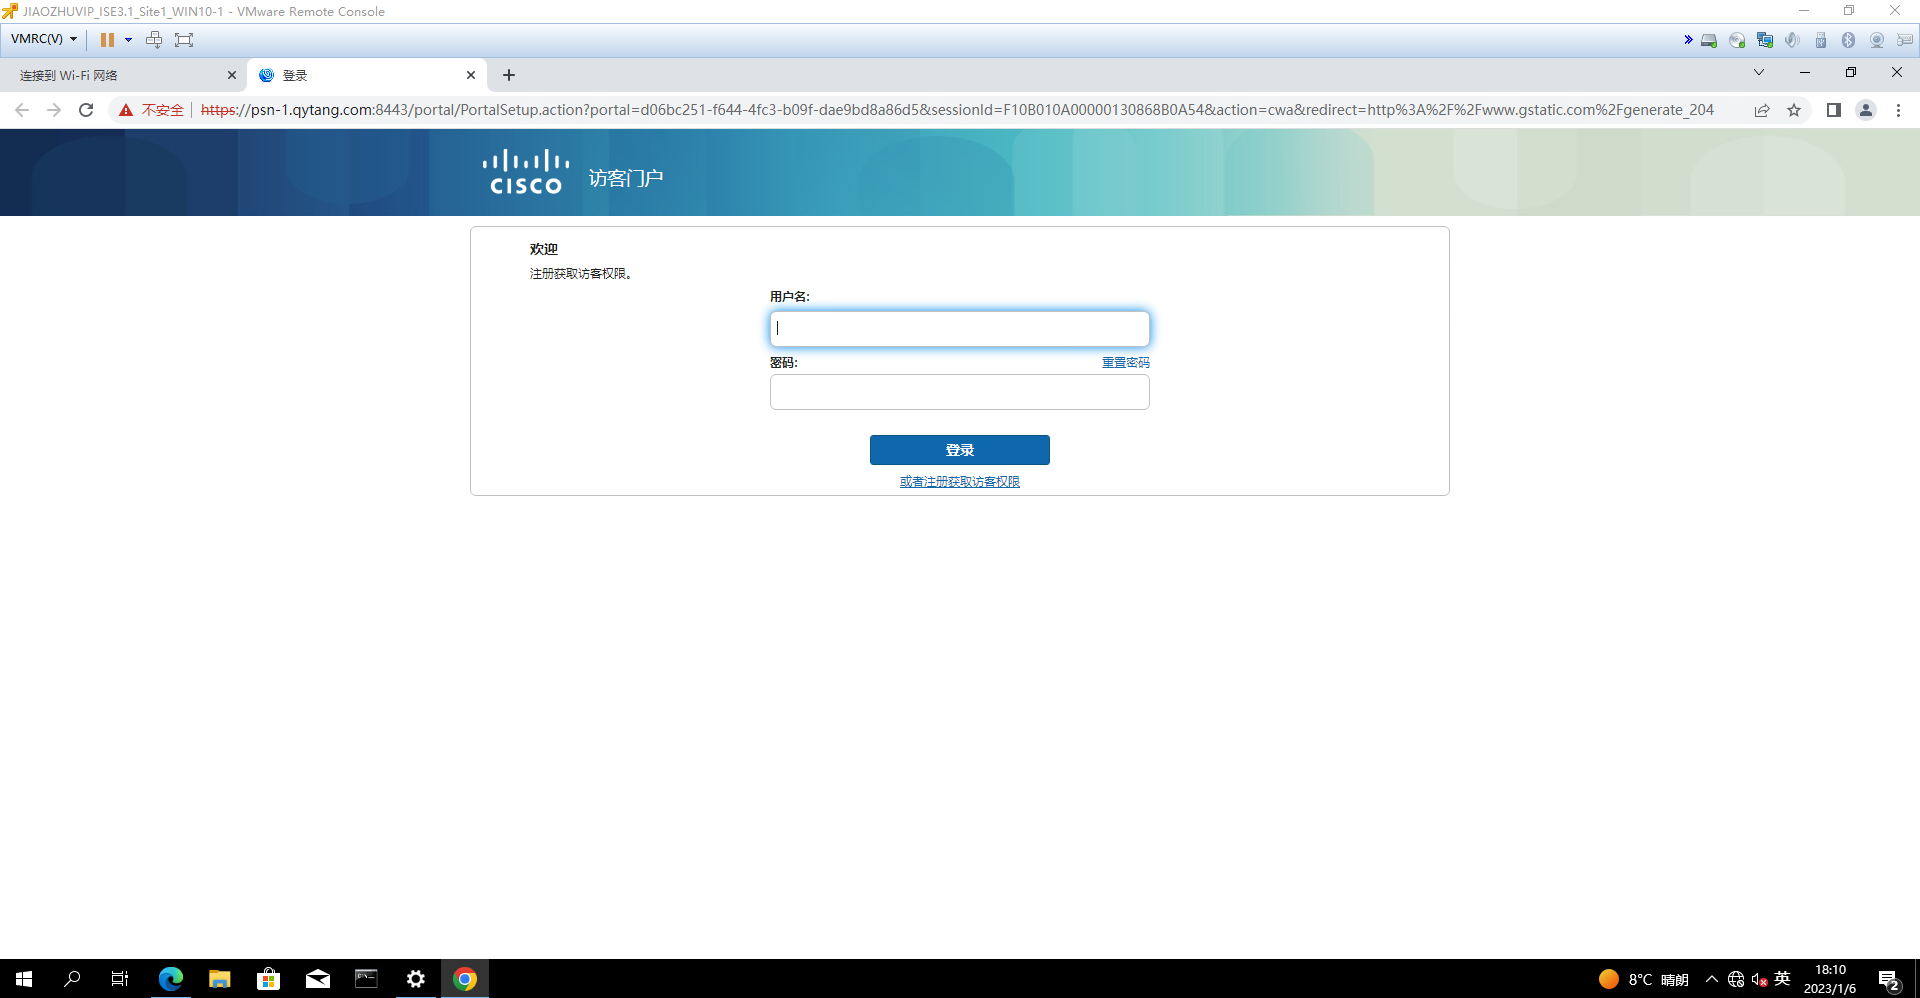 JIAOZHUVIP_ISE3.1_Site1_WIN10-1 - VMware Remote Console
VMRC(V)
连接到 Wi-Fi 网络
登录
不安全 https://psn-1.qytang.com:8443/portal/PortalSetup.action?portal=d06bc251-f644-4fc3-b09f-dae9bd8a86d5&sessionId=F10B010A00000130868B0A54&action=cwa&redirect=http%3A%2F%2Fwww.gstatic.com%2Fgenerate_204
CISCO 访客门户
欢迎
注册获取访客权限。
用户名:
密码: 重置密码
登录
或者注册获取访客权限
8°C 晴朗 英 18:10
2023/1/6
2